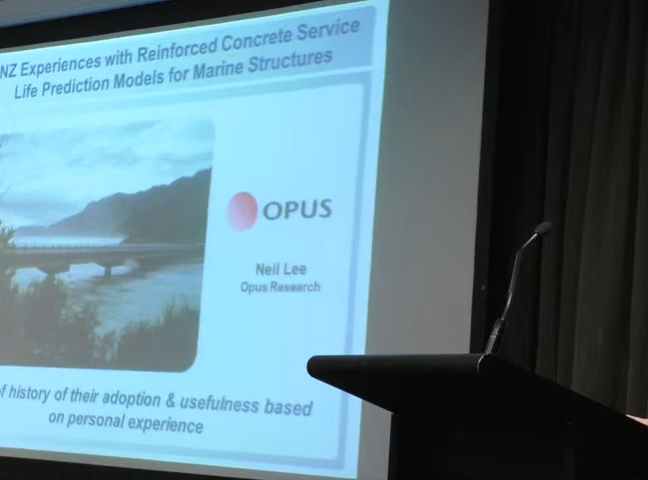 NZ Experiences with Reinforced Concrete Service
Life Prediction Models for Marine Structures
OPUS
Neil Lee
Opus Research
of history of their adoption & usefulness based
on personal experience